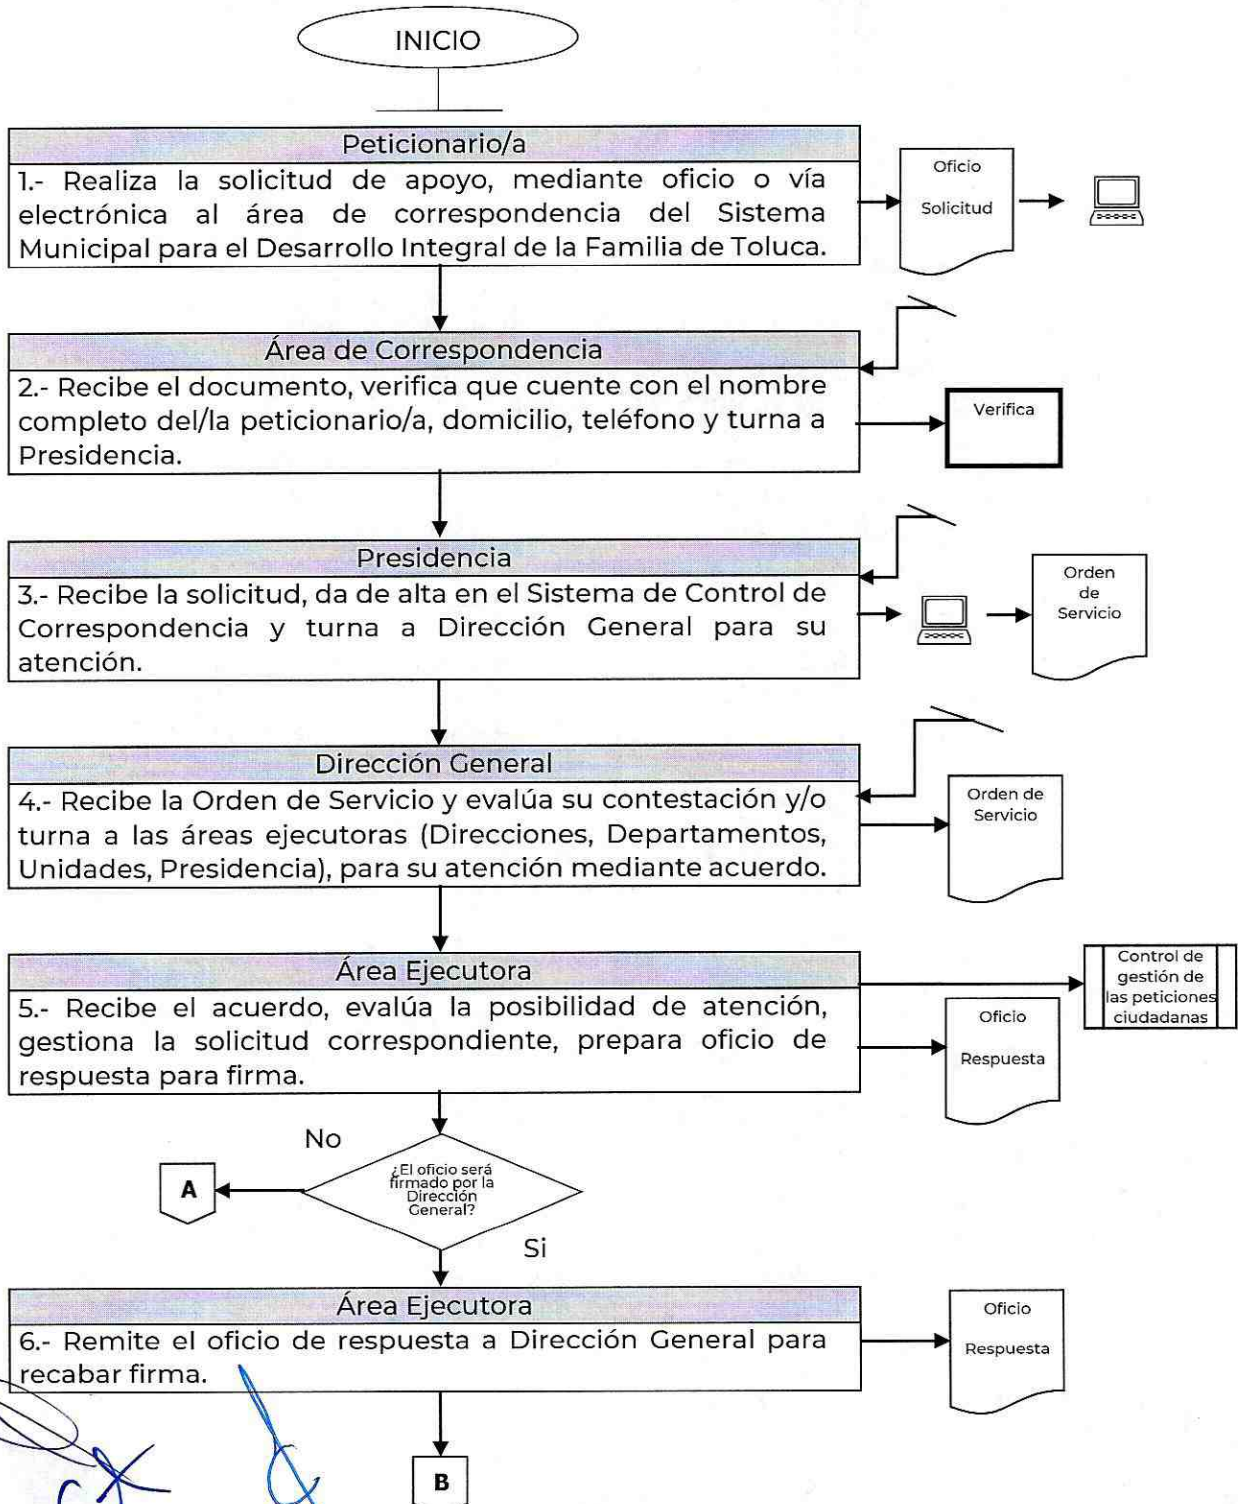 INICIO
Peticionario/a
1.- Realiza la solicitud de apoyo, mediante oficio o vía
electrónica al área de correspondencia del Sistema
Municipal para el Desarrollo Integral de la Familia de Toluca.
Oficio
Solicitud
Área de Correspondencia
2.- Recibe el documento, verifica que cuente con el nombre
completo del/la peticionario/a, domicilio, teléfono y turna a
Presidencia.
Verifica
Presidencia
3.- Recibe la solicitud, da de alta en el Sistema de Control de
Correspondencia y turna a Dirección General para su
atención.
Orden
de
Servicio
Dirección General
4.- Recibe la Orden de Servicio y evalúa su contestación y/o
turna a las áreas ejecutoras (Direcciones, Departamentos,
Unidades, Presidencia), para su atención mediante acuerdo.
Orden de
Servicio
Área Ejecutora
5.- Recibe el acuerdo, evalúa la posibilidad de atención,
gestiona la solicitud correspondiente, prepara oficio de
respuesta para firma.
Control de
gestión de
las peticiones
ciudadanas
Oficio
Respuesta
No
¿El oficio será
firmado por la
Dirección
General?
A
Si
Área Ejecutora
6.- Remite el oficio de respuesta a Dirección General para
recabar firma.
Oficio
Respuesta
B